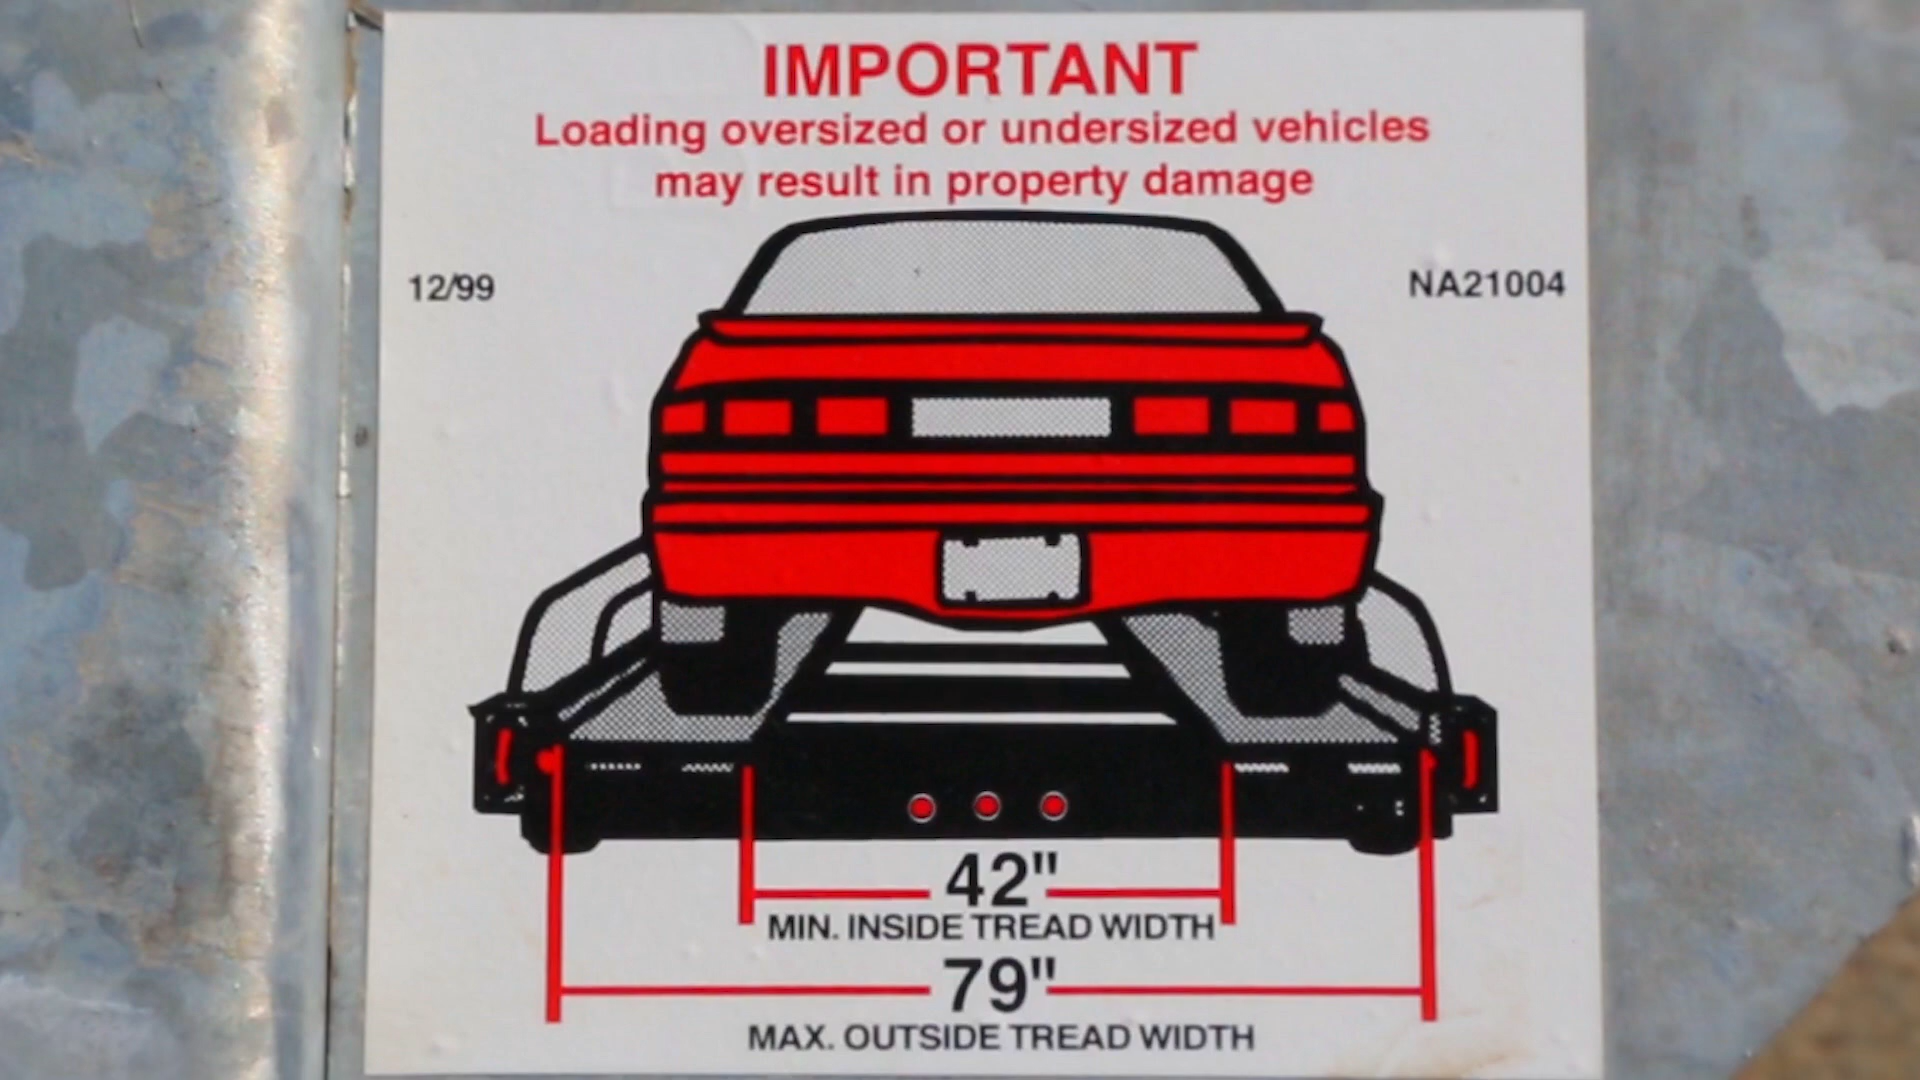 IMPORTANT
Loading oversized or undersized vehicles
may result in property damage
12/99
NA21004
42"
MIN. INSIDE TREAD WIDTH
79"
MAX. OUTSIDE TREAD WIDTH